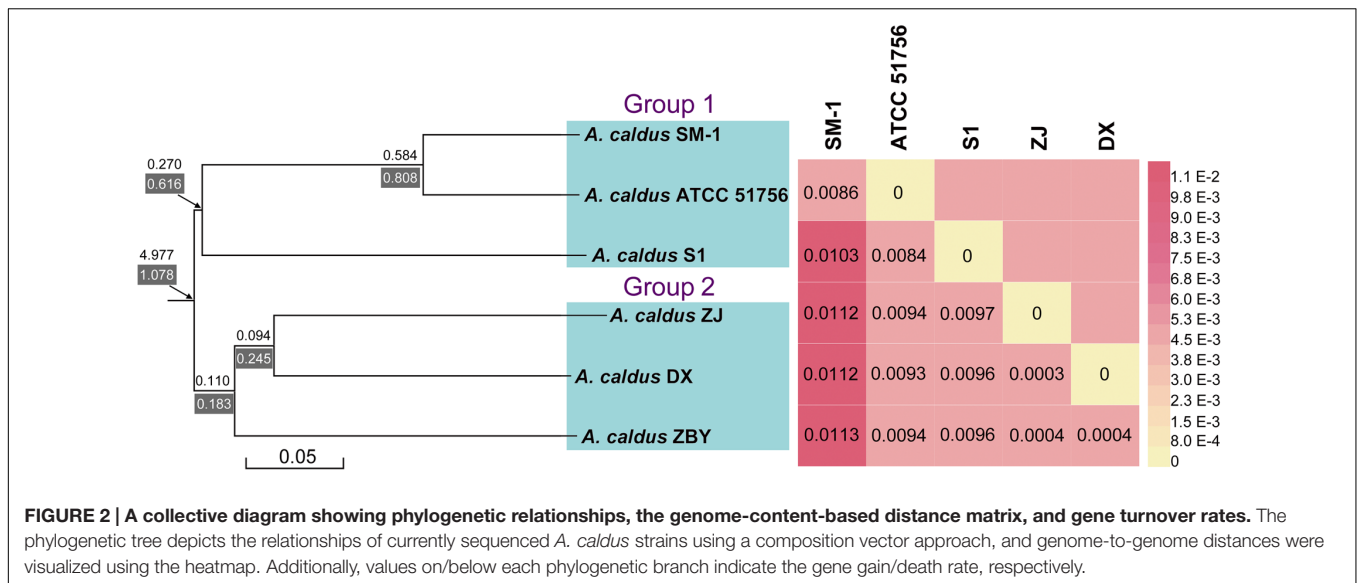 SM-1
ATCC 51756
S1
ZJ
DX
Group 1
A. caldus SM-1
A. caldus ATCC 51756
A. caldus S1
Group 2
A. caldus ZJ
A. caldus DX
A. caldus ZBY
0.584
0.808
0.270
0.616
4.977
1.078
0.094
0.245
0.110
0.183
0.05
0.0086 0
0.0103 0.0084 0
0.0112 0.0094 0.0097 0
0.0112 0.0093 0.0096 0.0003 0
0.0113 0.0094 0.0096 0.0004 0.0004
1.1 E-2
9.8 E-3
9.0 E-3
8.3 E-3
7.5 E-3
6.8 E-3
6.0 E-3
5.3 E-3
4.5 E-3
3.8 E-3
3.0 E-3
2.3 E-3
1.5 E-3
8.0 E-4
0
FIGURE 2 | A collective diagram showing phylogenetic relationships, the genome-content-based distance matrix, and gene turnover rates. The
phylogenetic tree depicts the relationships of currently sequenced A. caldus strains using a composition vector approach, and genome-to-genome distances were
visualized using the heatmap. Additionally, values on/below each phylogenetic branch indicate the gene gain/death rate, respectively.